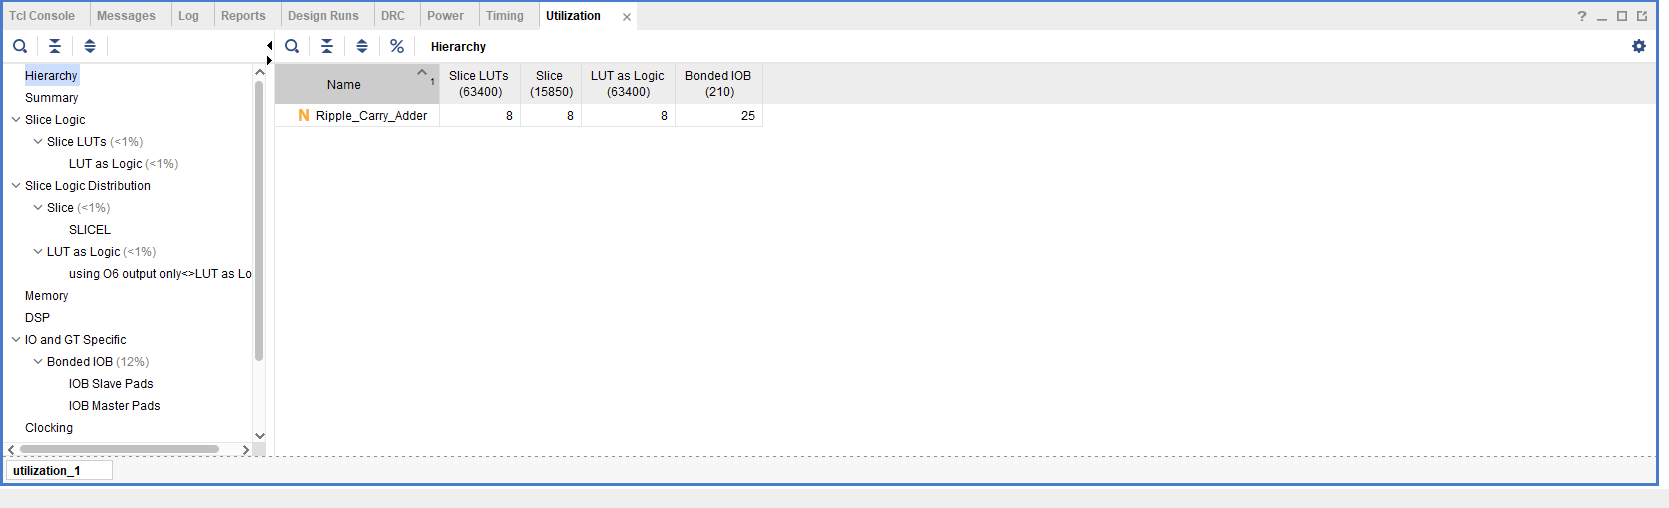 Tcl Console Messages Log Reports Design Runs DRC Power Timing Utilization
Hierarchy
Hierarchy
Summary
Slice Logic
Slice LUTs (<1%)
LUT as Logic (<1%)
Slice Logic Distribution
Slice (<1%)
SLICEL
LUT as Logic (<1%)
using O6 output only<>LUT as Lo
Memory
DSP
IO and GT Specific
Bonded IOB (12%)
IOB Slave Pads
IOB Master Pads
Clocking
Name 1 Slice LUTs Slice LUT as Logic Bonded IOB
(63400) (15850) (63400) (210)
N Ripple_Carry_Adder 8 8 8 25
utilization_1